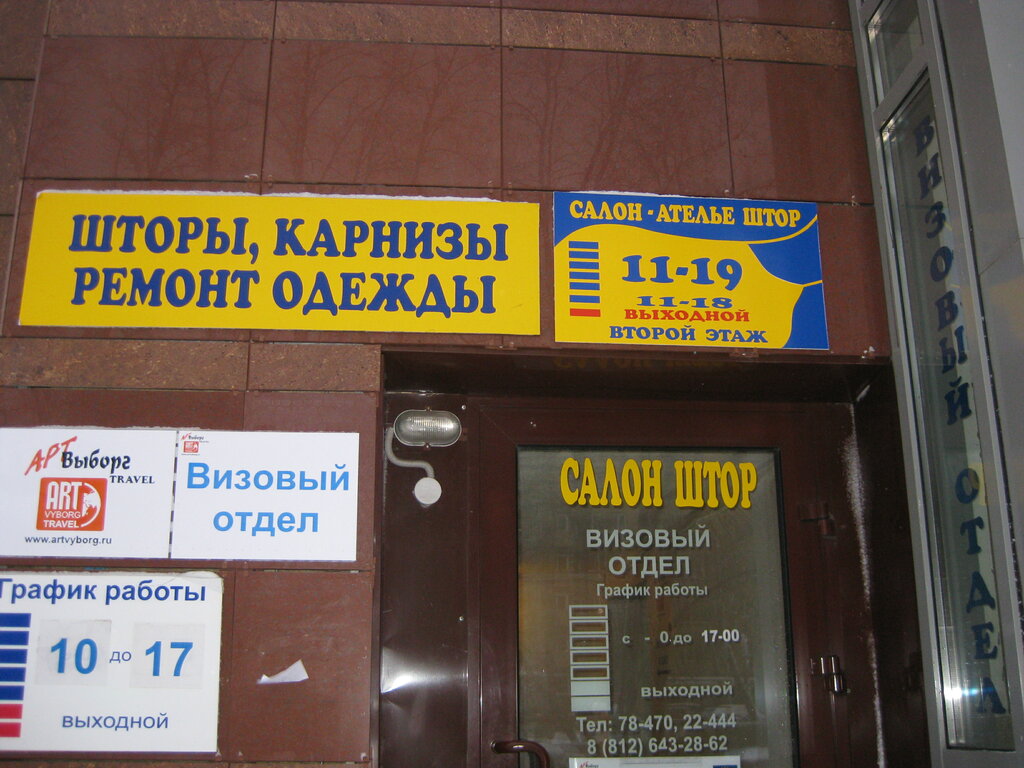 ШТОРЫ, КАРНИЗЫ
РЕМОНТ ОДЕЖДЫ
САЛОН - АТЕЛЬЕ ШТОР
11-19
11-18
ВЫХОДНОЙ
ВТОРОЙ ЭТАЖ
АРТ Выборг
TRAVEL
ART
VYBORG
TRAVEL
www.artvyborg.ru
Визовый
отдел
График работы
10 до 17
выходной
САЛОН ШТОР
ВИЗОВЫЙ
ОТДЕЛ
График работы
с - 0. до 17-00
выходной
Тел: 78-470, 22-444
8 (812) 643-28-62
ВИЗОВЫЙ ОТДЕЛ